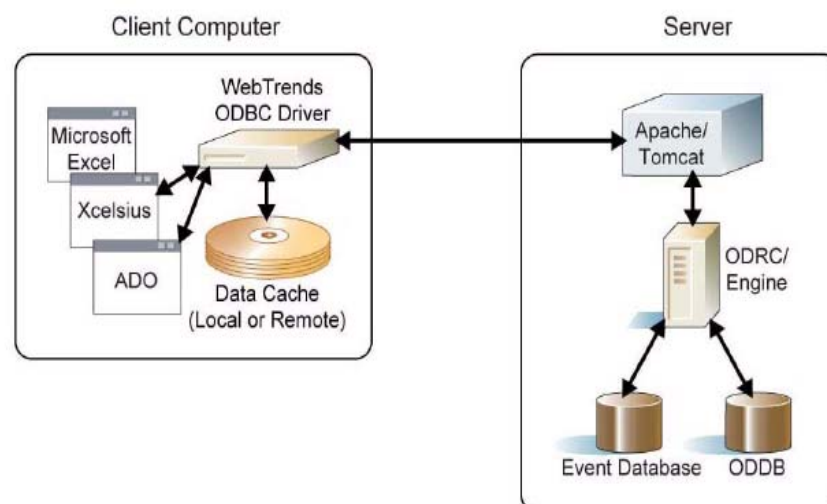 Client Computer
Server
WebTrends
ODBC Driver
Microsoft
Excel
Xcelsius
ADO
Data Cache
(Local or Remote)
Apache/
Tomcat
ODRC/
Engine
Event Database
ODDB